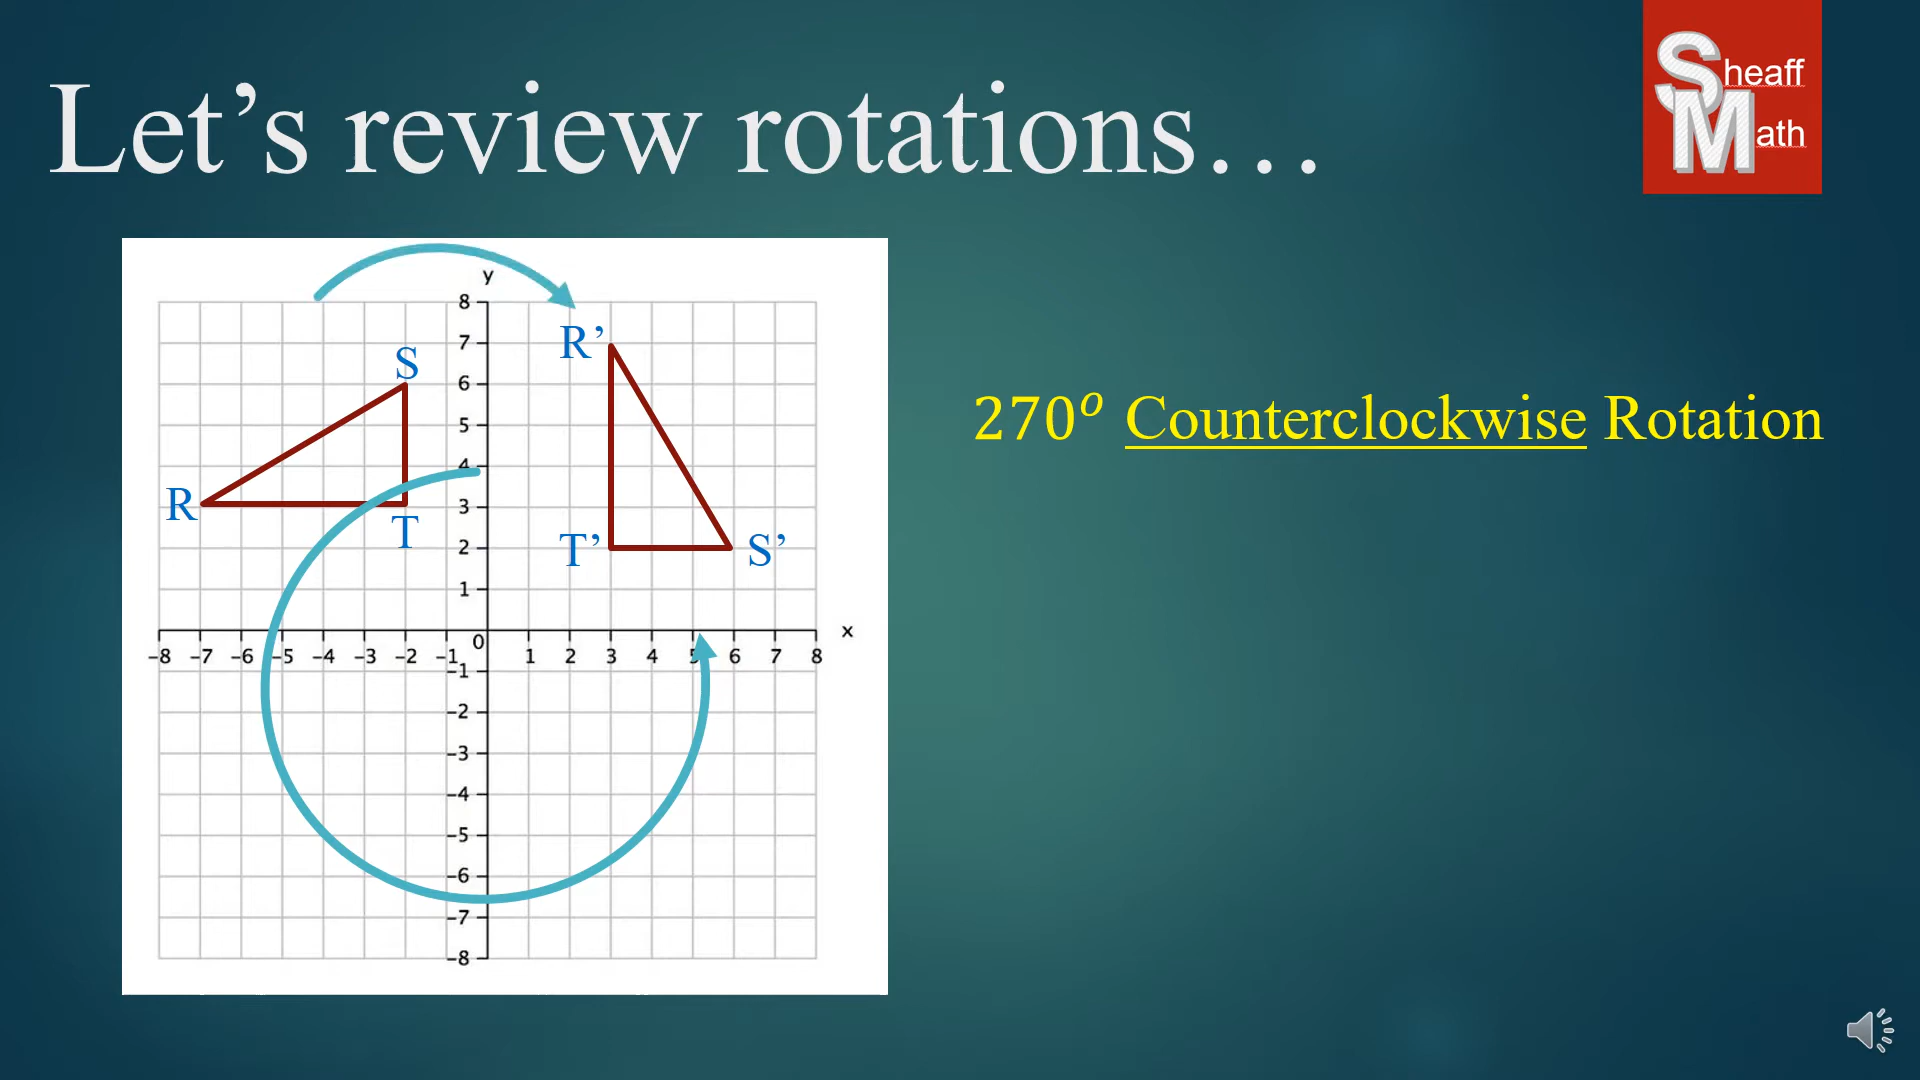 Let’s review rotations…
Sheaff
Math
270° Counterclockwise Rotation
y
8
R’
7
S
6
5
4
R
3
T
T’
2
S’
1
x
0
-8 -7 -6 -5 -4 -3 -2 -1 1 2 3 4 5 6 7 8
-1
-2
-3
-4
-5
-6
-7
-8